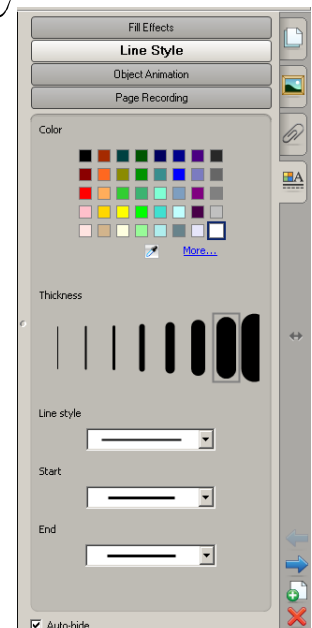 Fill Effects
Line Style
Object Animation
Page Recording
Color
A
More...
Thickness
Line style
Start
End
Auto-hide